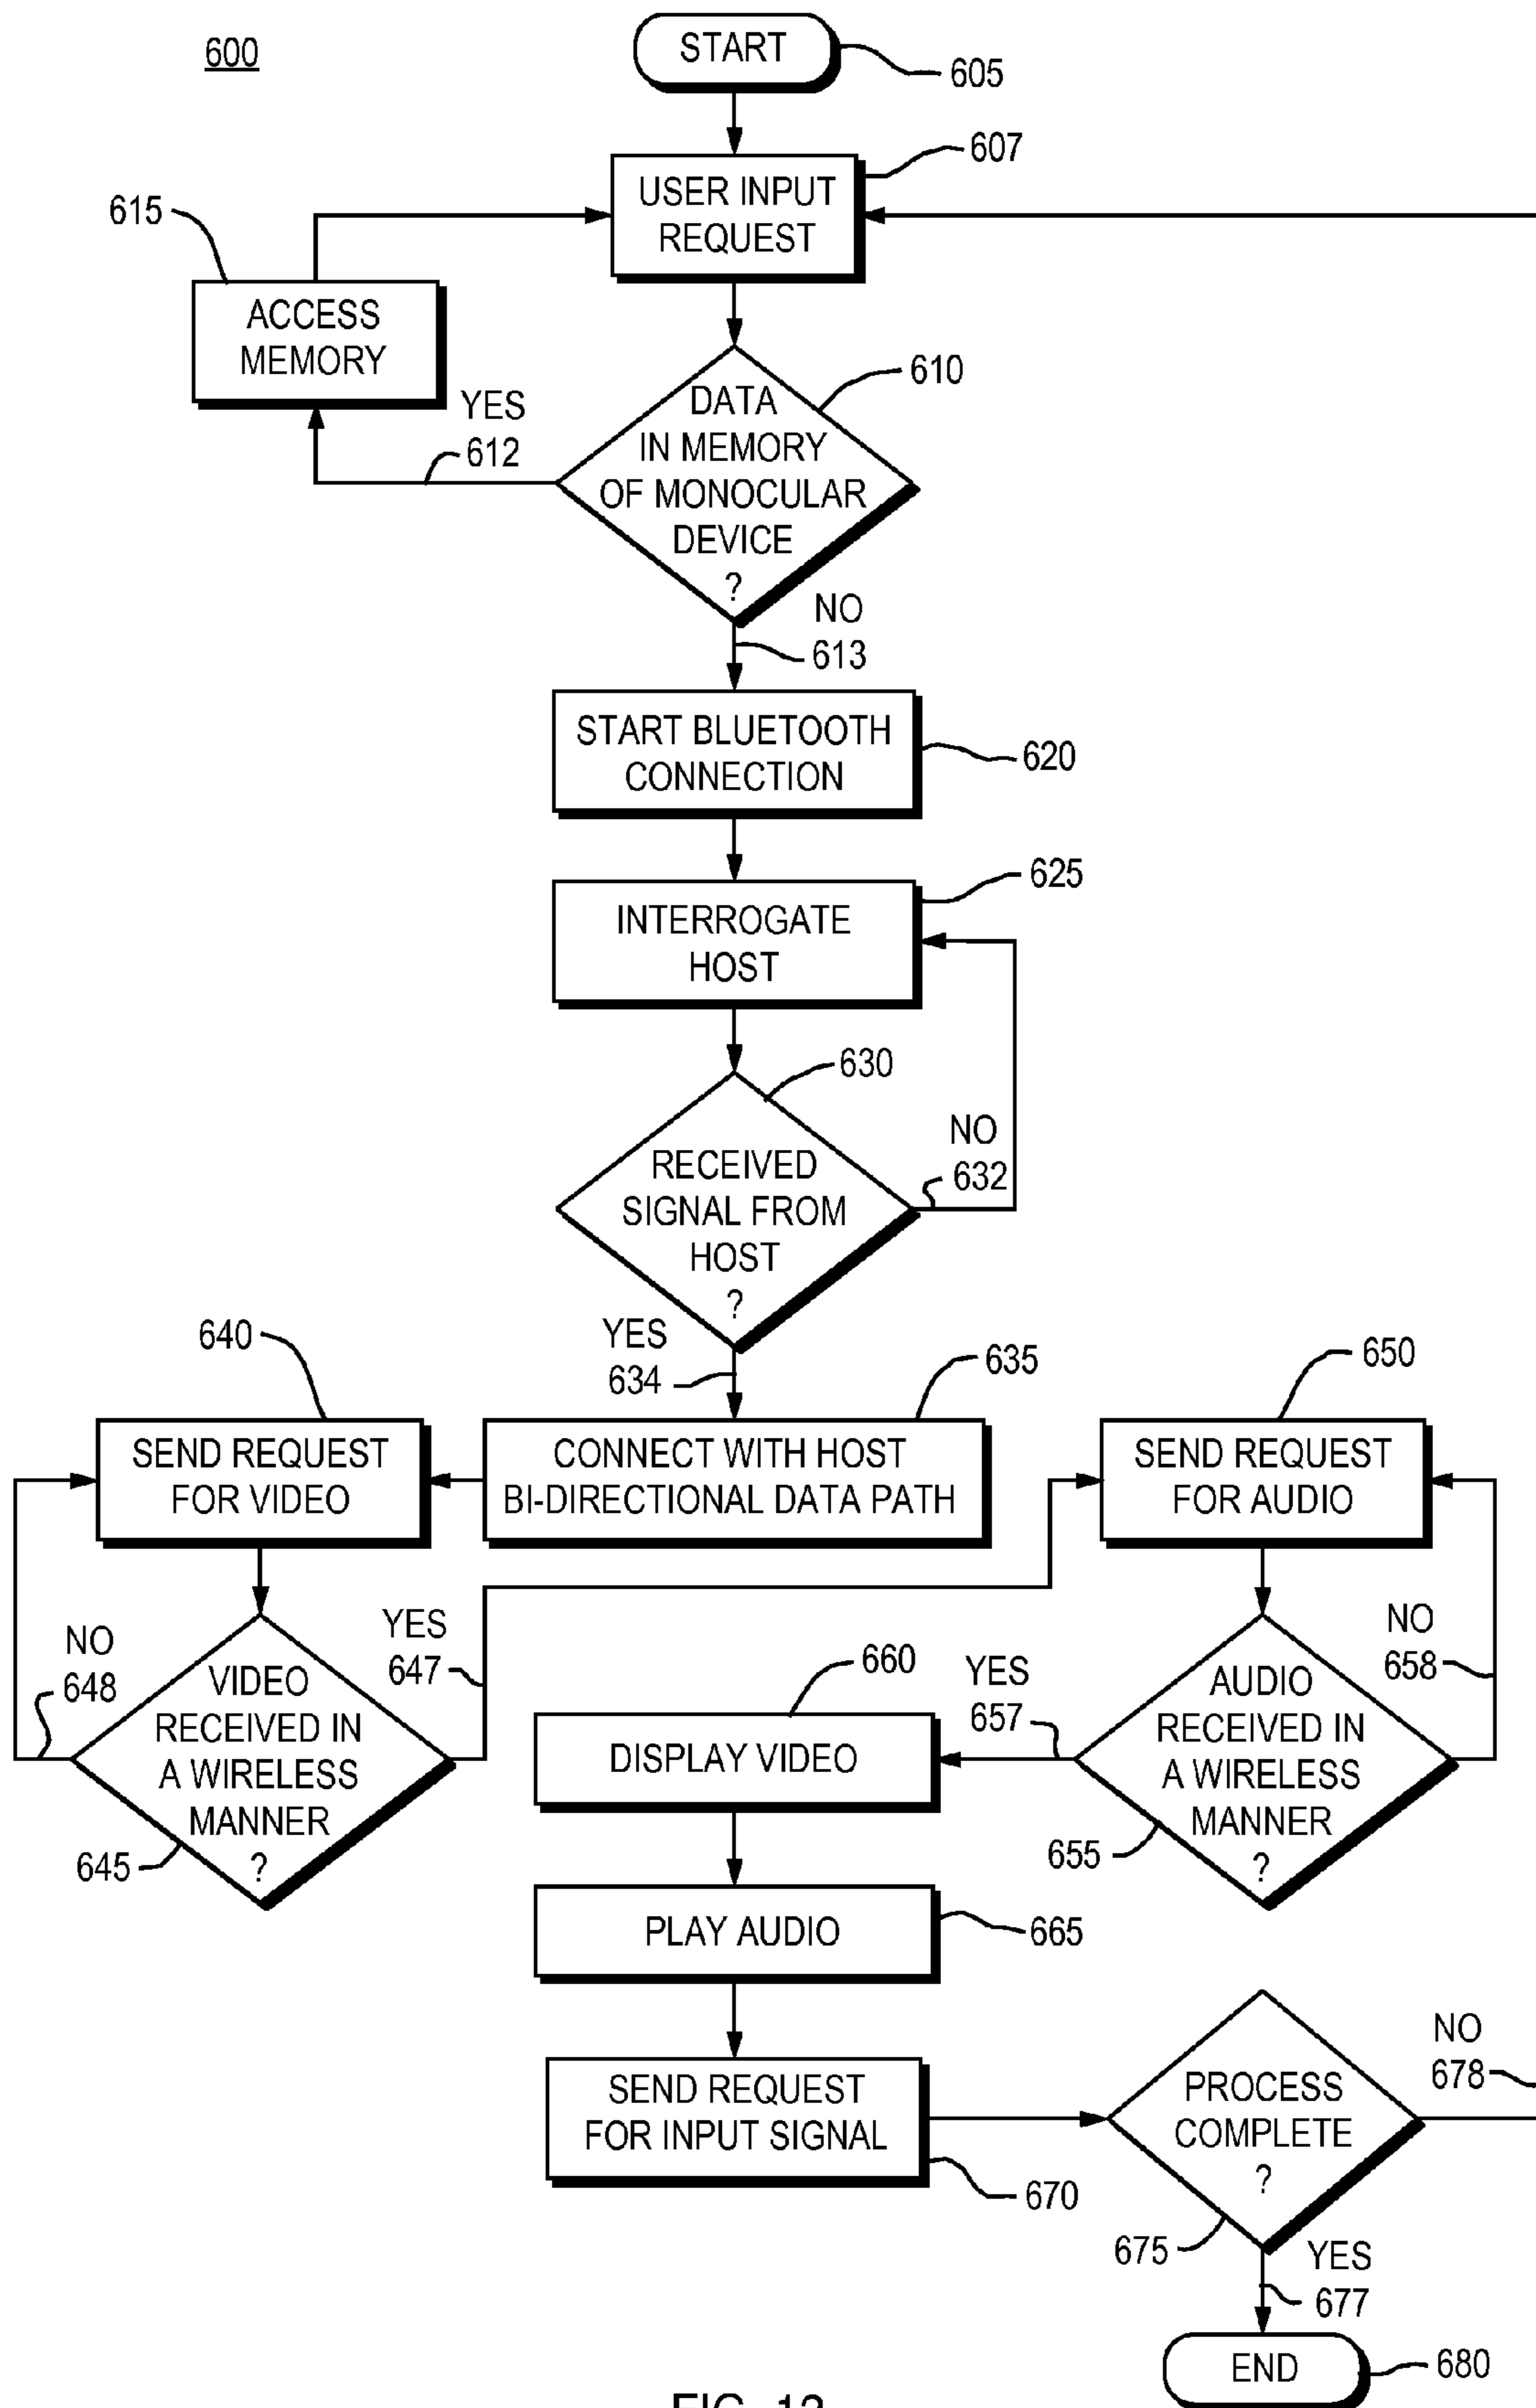 600
START
605
607
USER INPUT
REQUEST
615
ACCESS
MEMORY
YES
612
610
DATA
IN MEMORY
OF MONOCULAR
DEVICE
?
NO
613
START BLUETOOTH
CONNECTION
620
625
INTERROGATE
HOST
630
NO
632
RECEIVED
SIGNAL FROM
HOST
?
YES
634
640
635
650
SEND REQUEST
FOR VIDEO
CONNECT WITH HOST
BI-DIRECTIONAL DATA PATH
SEND REQUEST
FOR AUDIO
NO
648
YES
647
VIDEO
RECEIVED IN
A WIRELESS
MANNER
?
645
660
DISPLAY VIDEO
YES
657
NO
658
AUDIO
RECEIVED IN
A WIRELESS
MANNER
?
655
PLAY AUDIO
665
SEND REQUEST
FOR INPUT SIGNAL
670
PROCESS
COMPLETE
?
NO
678
675
YES
677
END
680